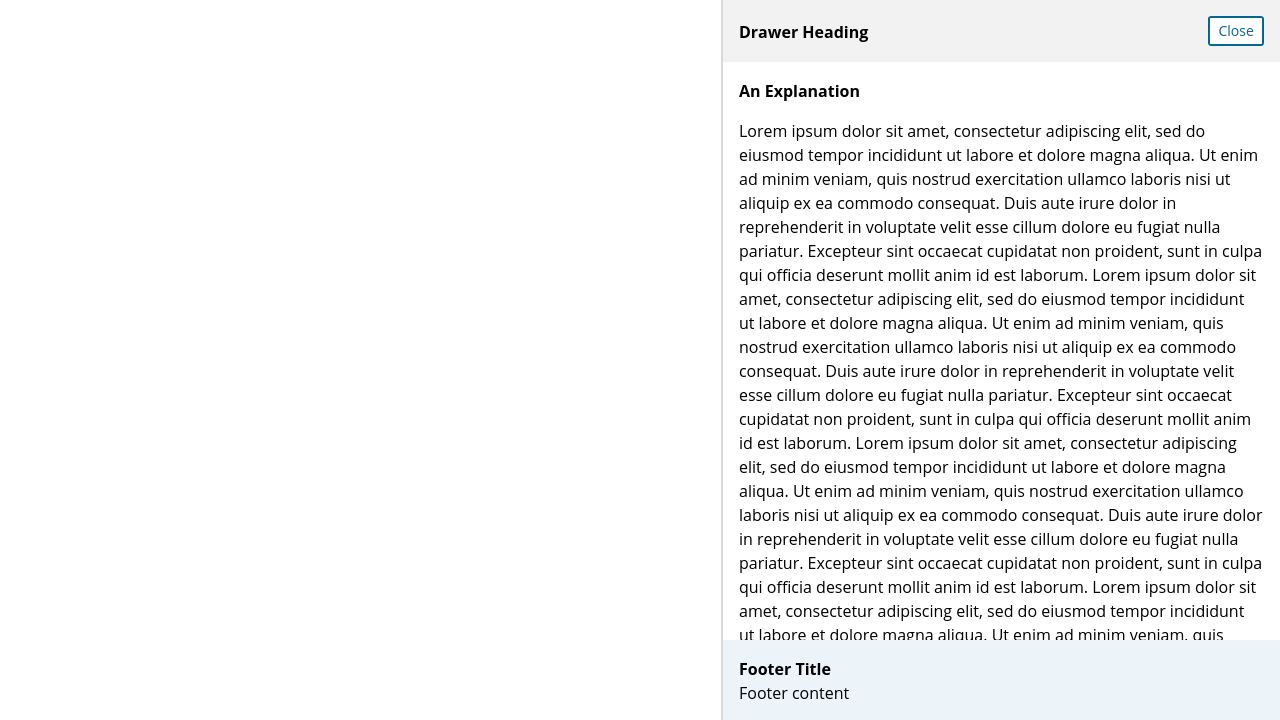 Drawer Heading
Close
An Explanation
Lorem ipsum dolor sit amet, consectetur adipiscing elit, sed do
eiusmod tempor incididunt ut labore et dolore magna aliqua. Ut enim
ad minim veniam, quis nostrud exercitation ullamco laboris nisi ut
aliquip ex ea commodo consequat. Duis aute irure dolor in
reprehenderit in voluptate velit esse cillum dolore eu fugiat nulla
pariatur. Excepteur sint occaecat cupidatat non proident, sunt in culpa
qui officia deserunt mollit anim id est laborum. Lorem ipsum dolor sit
amet, consectetur adipiscing elit, sed do eiusmod tempor incididunt
ut labore et dolore magna aliqua. Ut enim ad minim veniam, quis
nostrud exercitation ullamco laboris nisi ut aliquip ex ea commodo
consequat. Duis aute irure dolor in reprehenderit in voluptate velit
esse cillum dolore eu fugiat nulla pariatur. Excepteur sint occaecat
cupidatat non proident, sunt in culpa qui officia deserunt mollit anim
id est laborum. Lorem ipsum dolor sit amet, consectetur adipiscing
elit, sed do eiusmod tempor incididunt ut labore et dolore magna
aliqua. Ut enim ad minim veniam, quis nostrud exercitation ullamco
laboris nisi ut aliquip ex ea commodo consequat. Duis aute irure dolor
in reprehenderit in voluptate velit esse cillum dolore eu fugiat nulla
pariatur. Excepteur sint occaecat cupidatat non proident, sunt in culpa
qui officia deserunt mollit anim id est laborum. Lorem ipsum dolor sit
amet, consectetur adipiscing elit, sed do eiusmod tempor incididunt
ut labore et dolore magna aliqua. Ut enim ad minim veniam, quis
Footer Title
Footer content